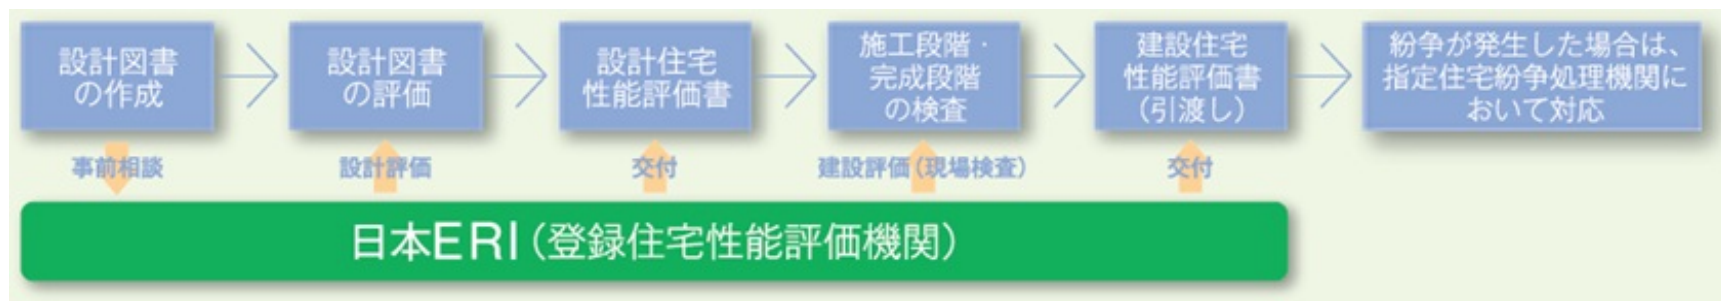 設計図書
の作成
設計図書
の評価
設計住宅
性能評価書
施工段階・
完成段階
の検査
建設住宅
性能評価書
(引渡し)
紛争が発生した場合は、
指定住宅紛争処理機関に
おいて対応
事前相談
設計評価
交付
建設評価(現場検査)
交付
日本ERI(登録住宅性能評価機関)